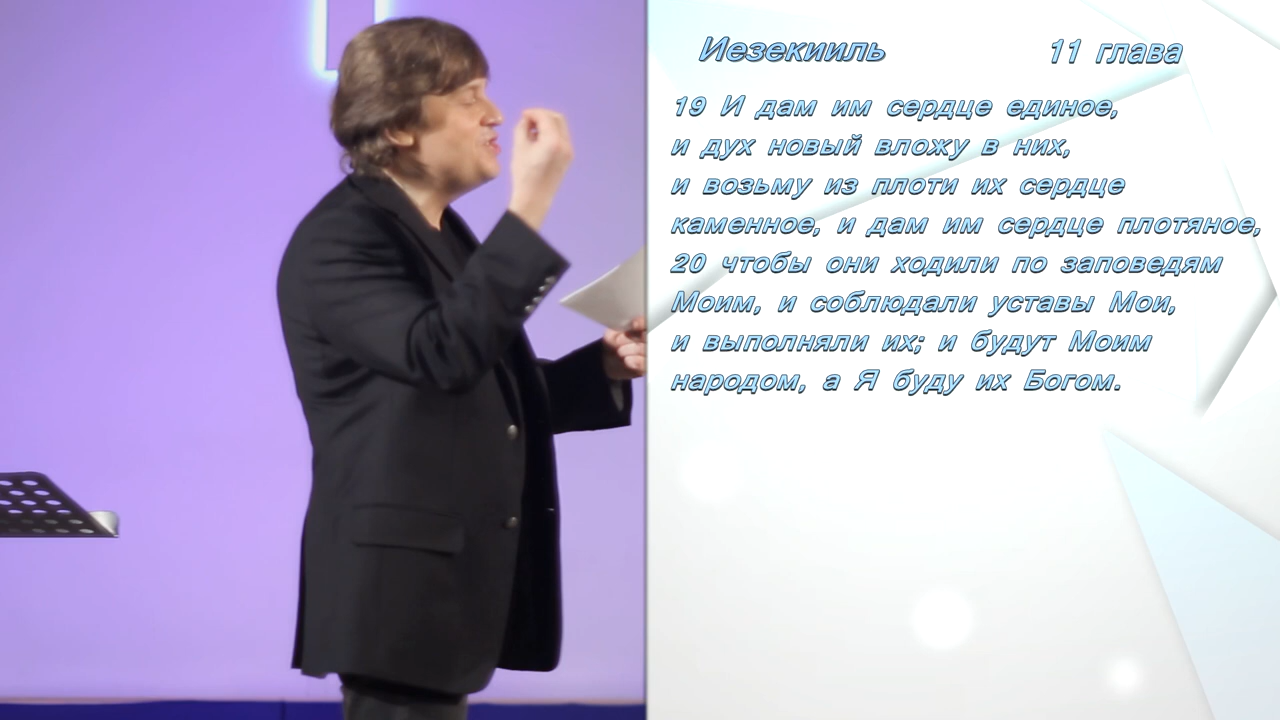 Иезекииль 11 глава
19 И дам им сердце единое,
и дух новый вложу в них,
и возьму из плоти их сердце
каменное, и дам им сердце плотяное,
20 чтобы они ходили по заповедям
Моим, и соблюдали уставы Мои,
и выполняли их; и будут Моим
народом, а Я буду их Богом.